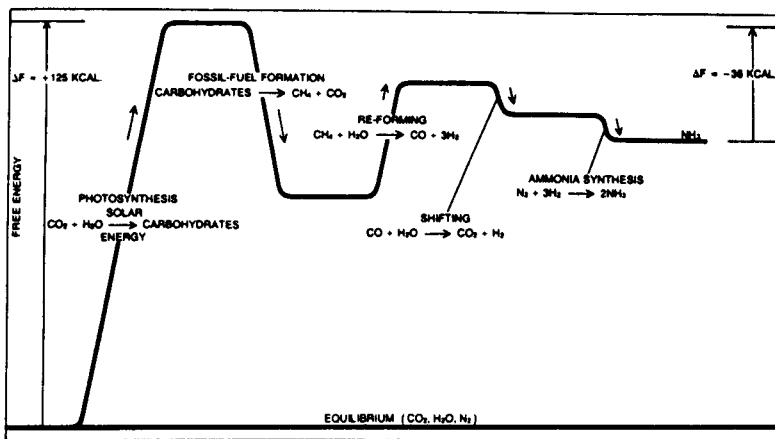 ΔF = +125 KCAL.
FREE ENERGY
FOSSIL-FUEL FORMATION
CARBOHYDRATES → CH₄ + CO₂
PHOTOSYNTHESIS
SOLAR
CO₂ + H₂O → CARBOHYDRATES
ENERGY
RE-FORMING
CH₄ + H₂O → CO + 3H₂
SHIFTING
CO + H₂O → CO₂ + H₂
AMMONIA SYNTHESIS
N₂ + 3H₂ → 2NH₃
NH₃
ΔF = −36 KCAL.
EQUILIBRIUM (CO₂, H₂O, N₂)